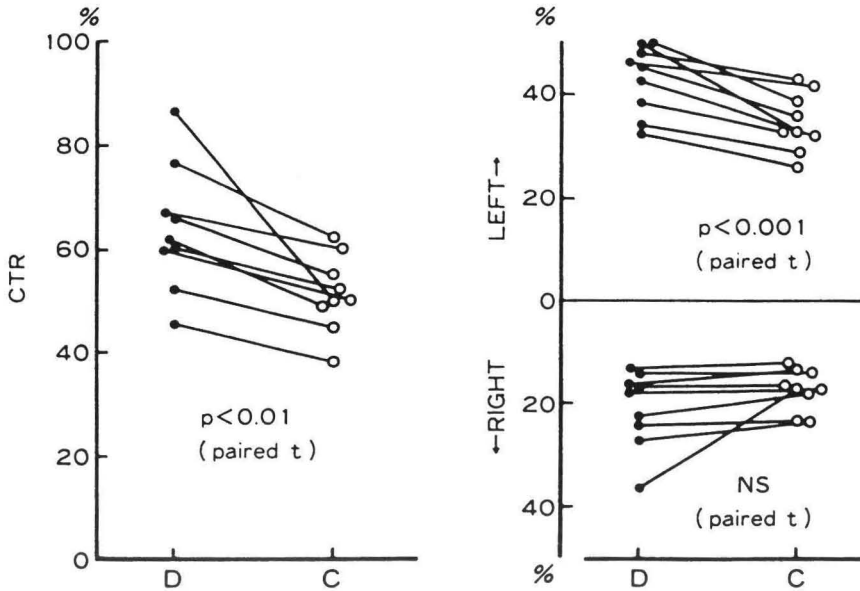 %
100
80
60
40
20
0
CTR
p<0.01
(paired t)
D C
%
40
20
0
20
40
%
LEFT→
←RIGHT
p<0.001
(paired t)
NS
(paired t)
D C